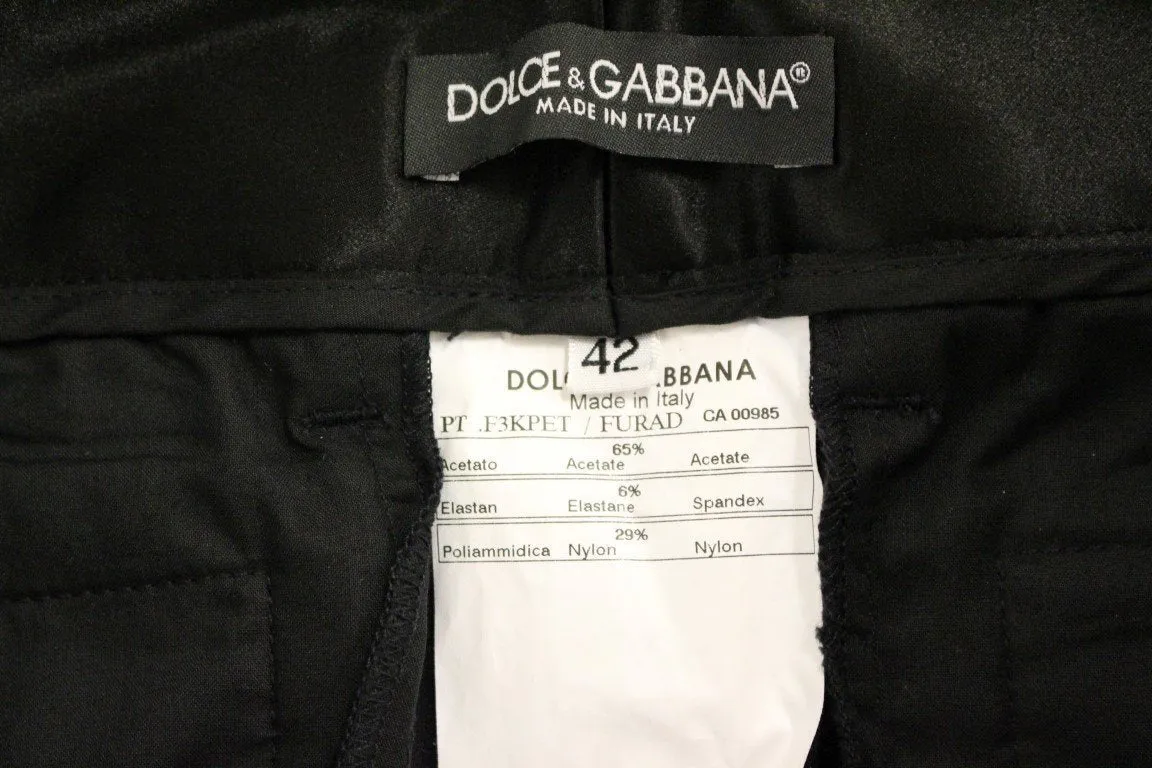 DOLCE & GABBANA®
MADE IN ITALY
42
DOL BBANA
Made in Italy
PT .F3KPET / FURAD CA 00985
65%
Acetato Acetate Acetate
6%
Elastan Elastane Spandex
29%
Poliammidica Nylon Nylon